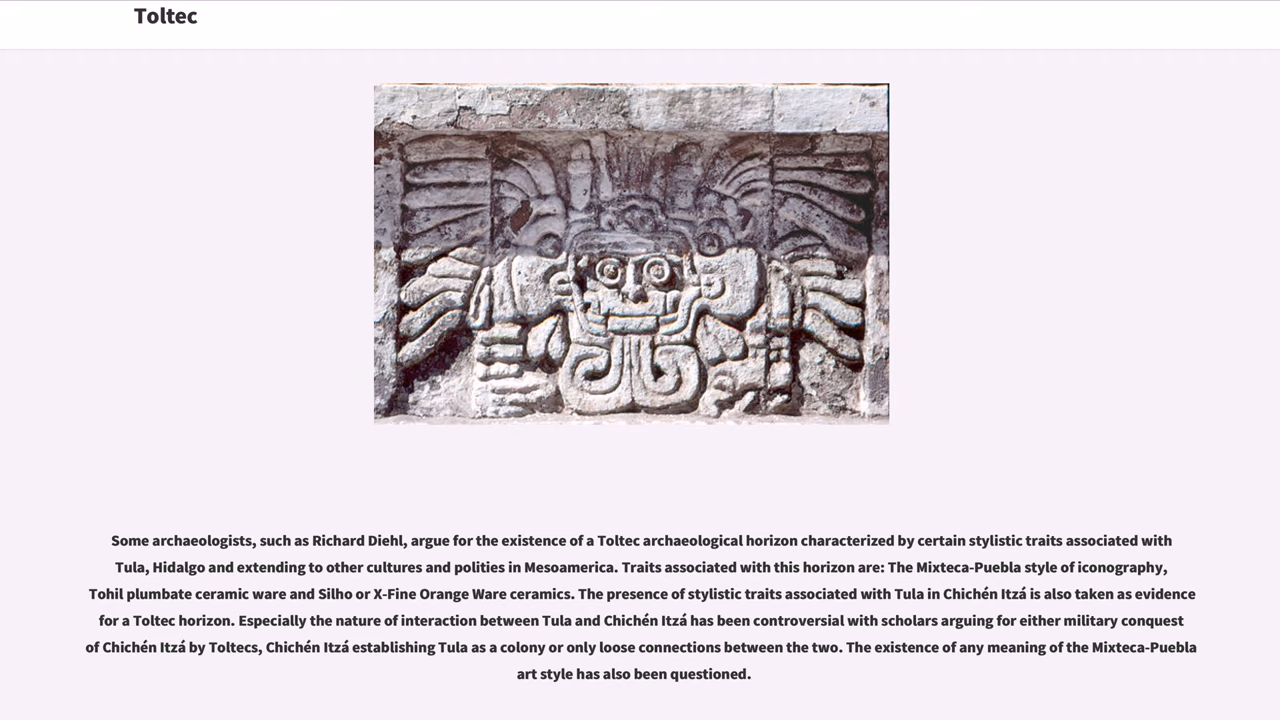 Toltec
Some archaeologists, such as Richard Diehl, argue for the existence of a Toltec archaeological horizon characterized by certain stylistic traits associated with
Tula, Hidalgo and extending to other cultures and polities in Mesoamerica. Traits associated with this horizon are: The Mixteca-Puebla style of iconography,
Tohil plumbate ceramic ware and Silho or X-Fine Orange Ware ceramics. The presence of stylistic traits associated with Tula in Chichén Itzá is also taken as evidence
for a Toltec horizon. Especially the nature of interaction between Tula and Chichén Itzá has been controversial with scholars arguing for either military conquest
of Chichén Itzá by Toltecs, Chichén Itzá establishing Tula as a colony or only loose connections between the two. The existence of any meaning of the Mixteca-Puebla
art style has also been questioned.